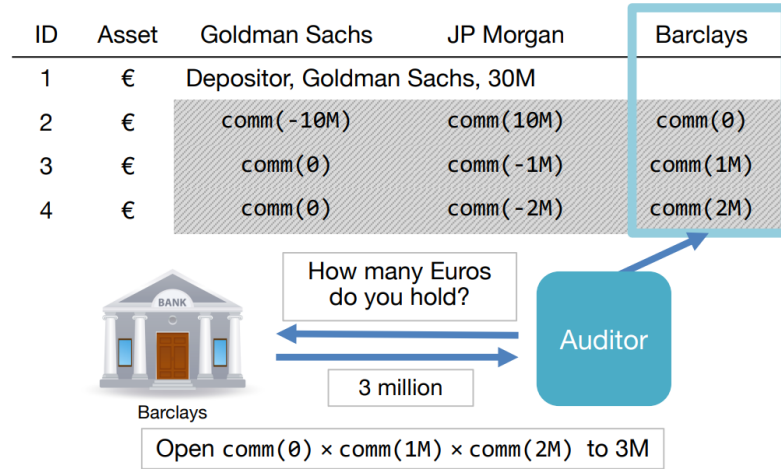 ID Asset Goldman Sachs JP Morgan Barclays
1 € Depositor, Goldman Sachs, 30M
2 € comm(-10M) comm(10M) comm(0)
3 € comm(0) comm(-1M) comm(1M)
4 € comm(0) comm(-2M) comm(2M)
How many Euros
do you hold?
BANK
Auditor
3 million
Barclays
Open comm(0) × comm(1M) × comm(2M) to 3M